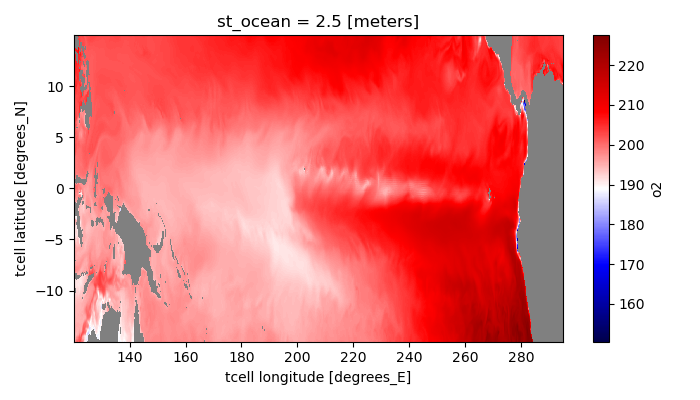 st_ocean = 2.5 [meters]
10
5
0
−5
−10
tcell latitude [degrees_N]
140 160 180 200 220 240 260 280
tcell longitude [degrees_E]
220
210
200
190
180
170
160
o2